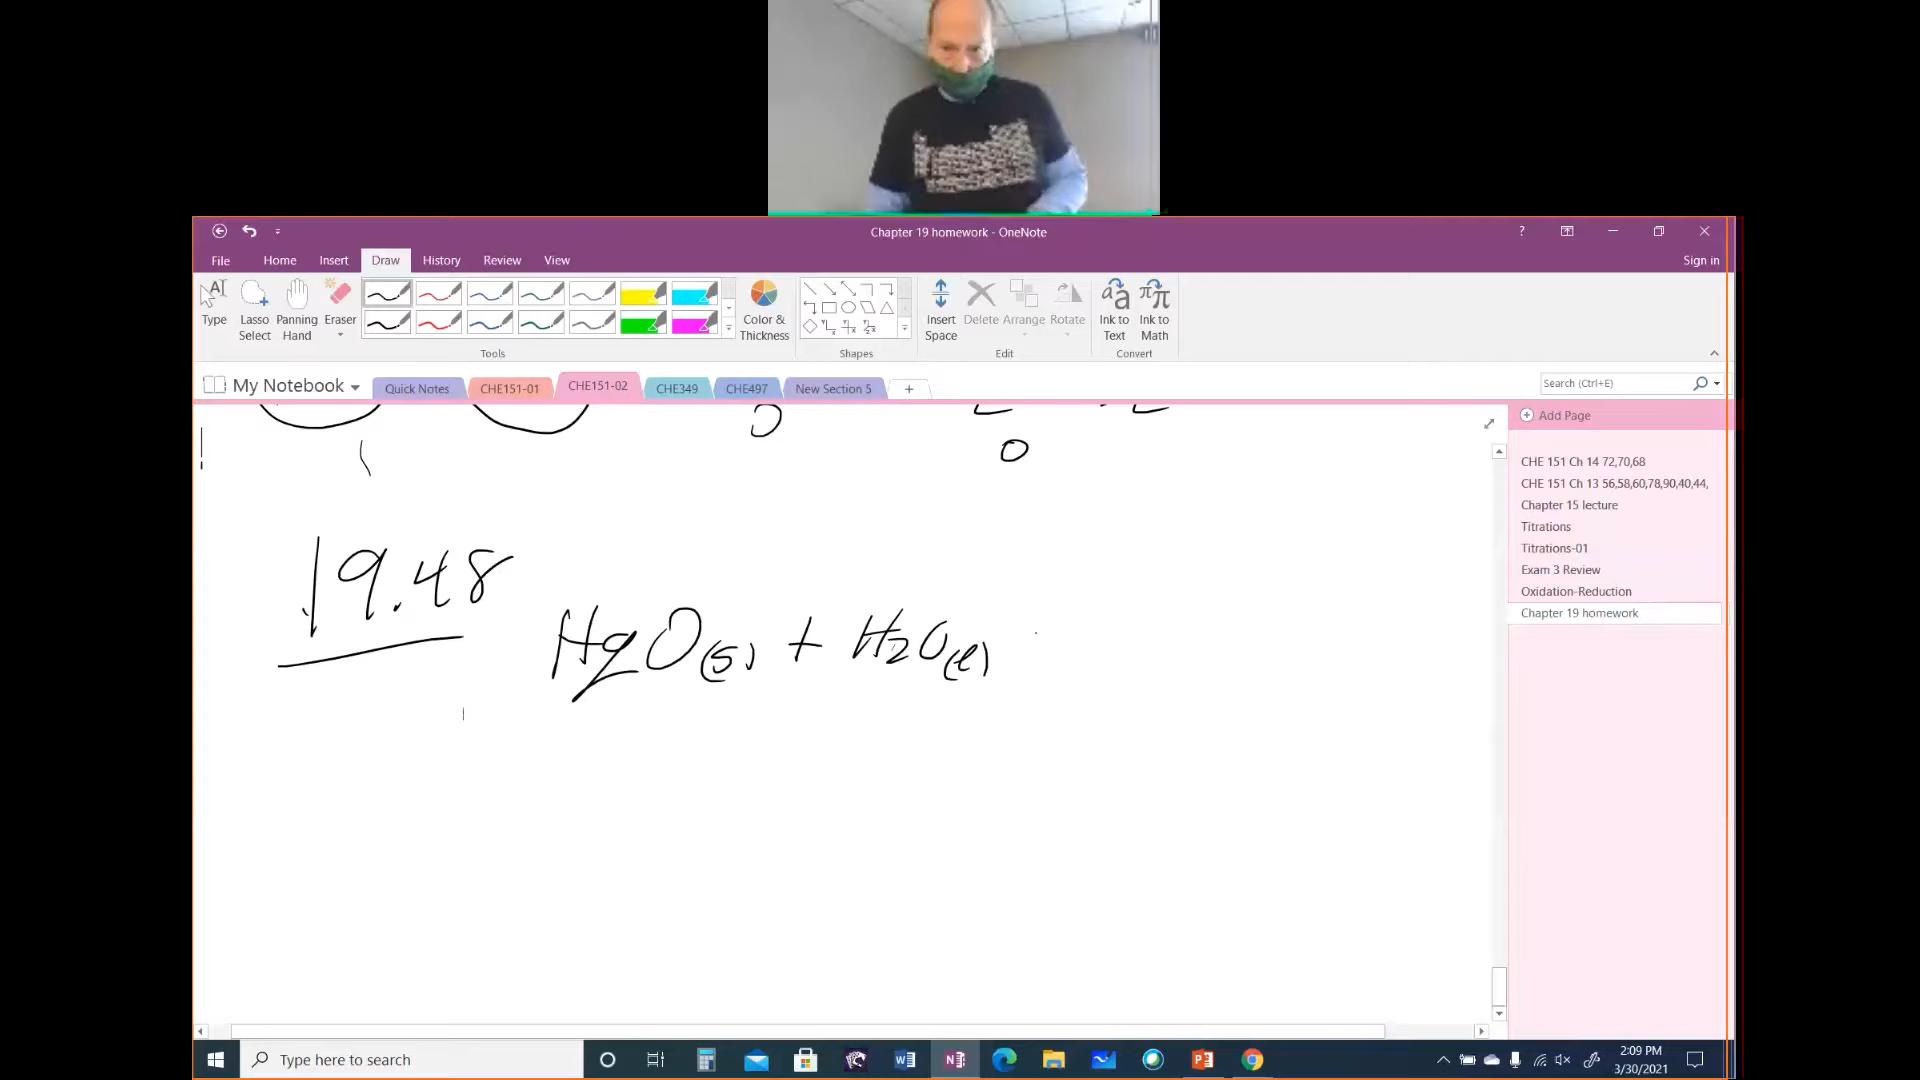 Chapter 19 homework - OneNote
?
File Home Insert Draw History Review View
Sign in
Type
Lasso Select
Panning Hand
Eraser
Color & Thickness
Insert Space
Delete
Arrange
Rotate
Ink to Text
Ink to Math
Tools
Shapes
Edit
Convert
My Notebook
Quick Notes
CHE151-01
CHE151-02
CHE349
CHE497
New Section 5
+
Search (Ctrl+E)
Add Page
CHE 151 Ch 14 72,70,68
CHE 151 Ch 13 56,58,60,78,90,40,44,
Chapter 15 lecture
Titrations
Titrations-01
Exam 3 Review
Oxidation-Reduction
Chapter 19 homework
0
19.48
HgO(s) + H2O(l)
Type here to search
2:09 PM
3/30/2021